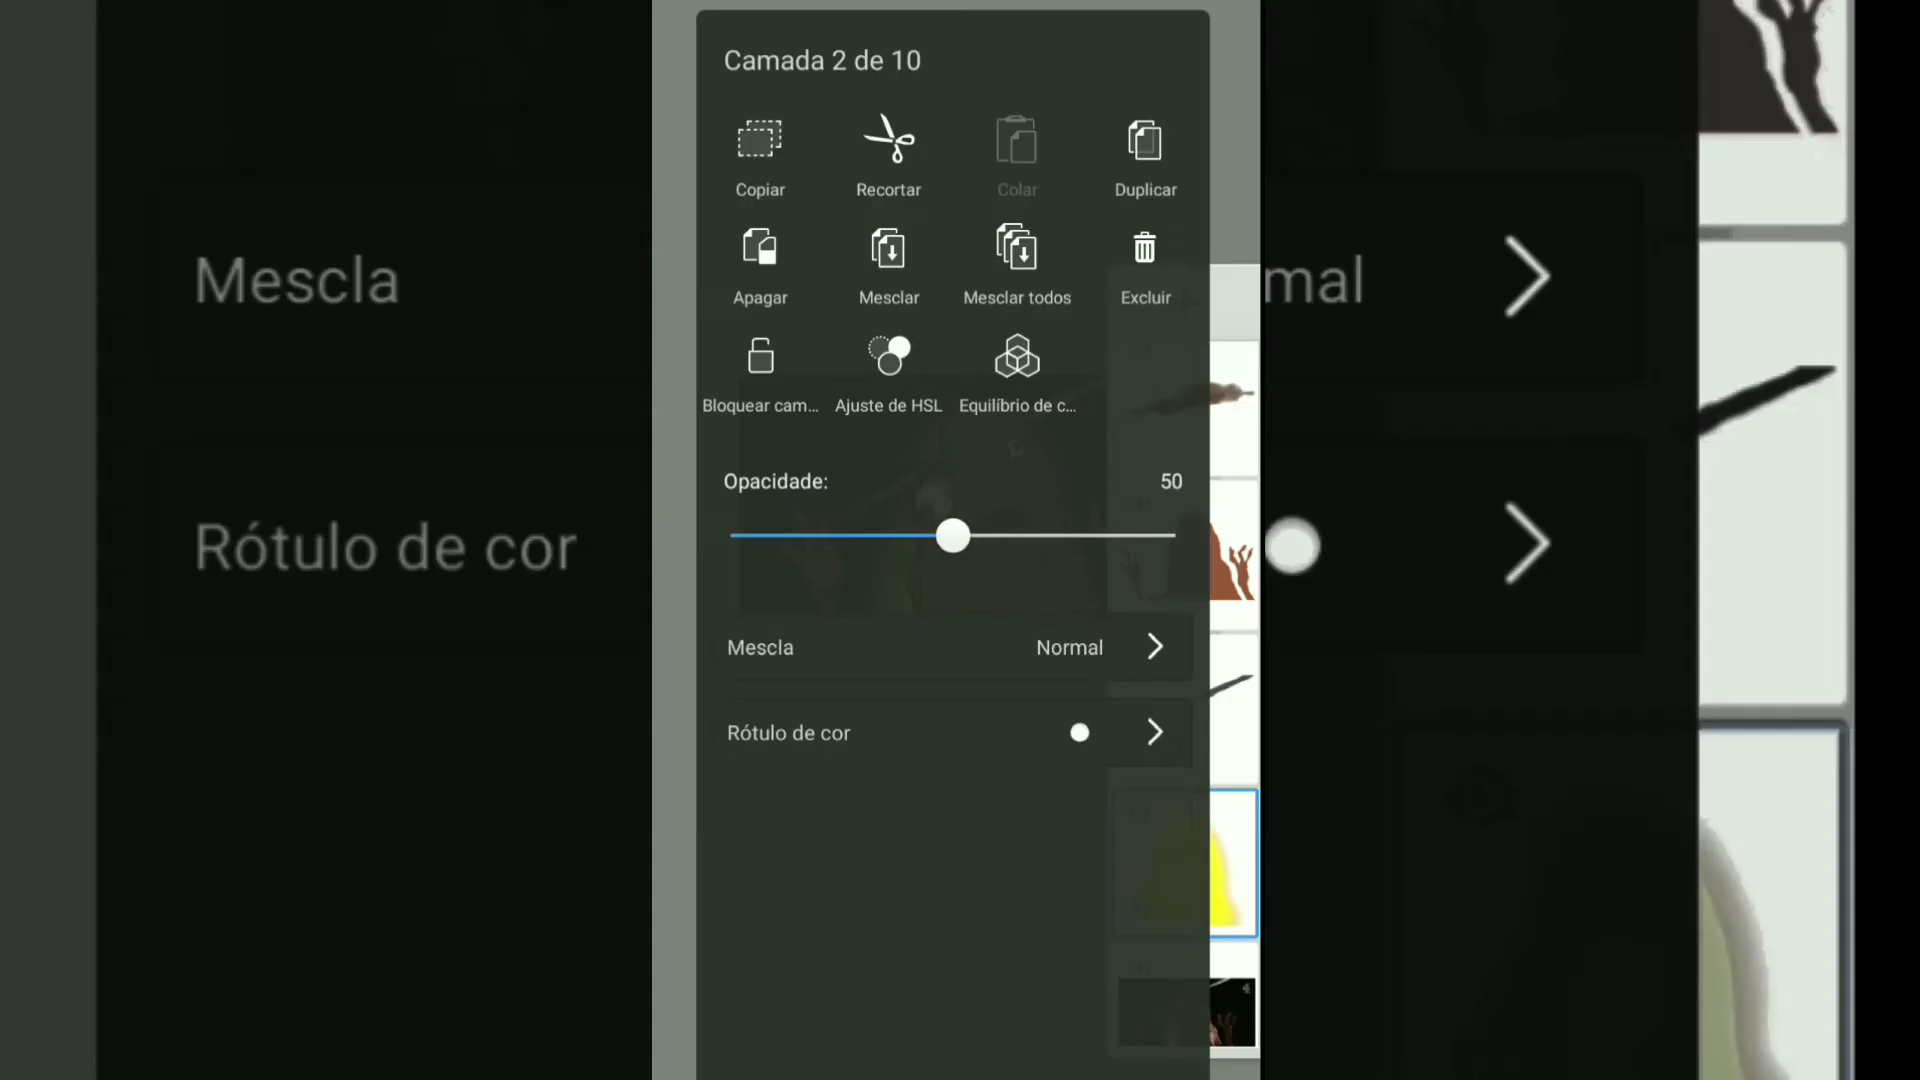 Camada 2 de 10
Copiar
Recortar
Colar
Duplicar
Apagar
Mesclar
Mesclar todos
Excluir
Bloquear cam...
Ajuste de HSL
Equilíbrio de c...
Opacidade:
50
Mescla
Normal
Rótulo de cor
Mescla
mal
Rótulo de cor
4